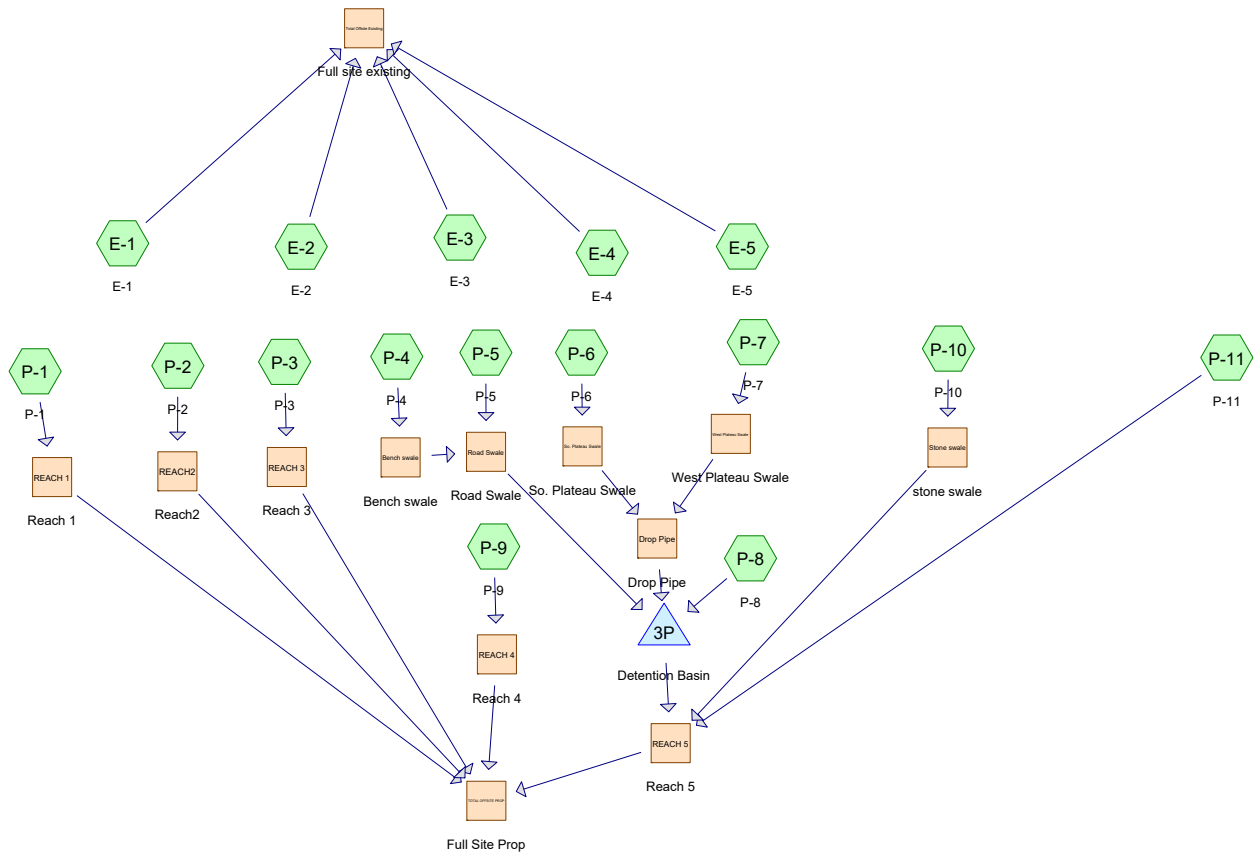 Total Offsite Existing
Full site existing
E-1
E-2
E-3
E-4
E-5
E-1
E-2
E-3
E-4
E-5
P-1
P-2
P-3
P-4
P-5
P-6
P-7
P-10
P-11
P-1
P-2
P-3
P-4
P-5
P-6
P-7
P-10
P-11
REACH 1
REACH2
REACH 3
Bench swale
Road Swale
So. Plateau Swale
West Plateau Swale
Stone swale
Reach 1
Reach2
Reach 3
Bench swale
Road Swale
So. Plateau Swale
West Plateau Swale
stone swale
P-9
P-9
Drop Pipe
Drop Pipe
P-8
P-8
3P
Detention Basin
REACH 4
Reach 4
REACH 5
Reach 5
TOTAL OFFSITE PROP
Full Site Prop